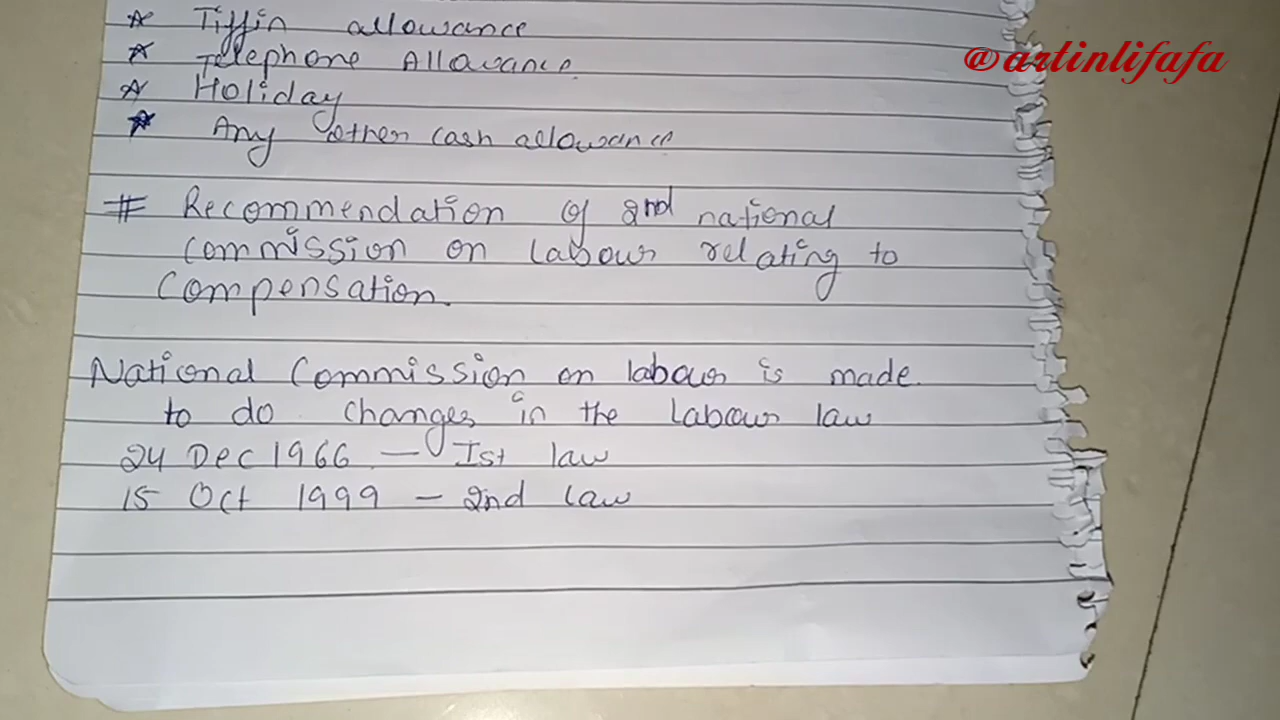 ☆ Tiffin allowance
☆ Telephone Allowance
☆ Holiday
☆ Any other cash allowance
@artinlifafa
# Recommendation of 2nd national
commission on labour relating to
Compensation.
National Commission on labour is made
to do changes in the Labour law
24 Dec 1966 — Ist law
15 Oct 1999 — 2nd law